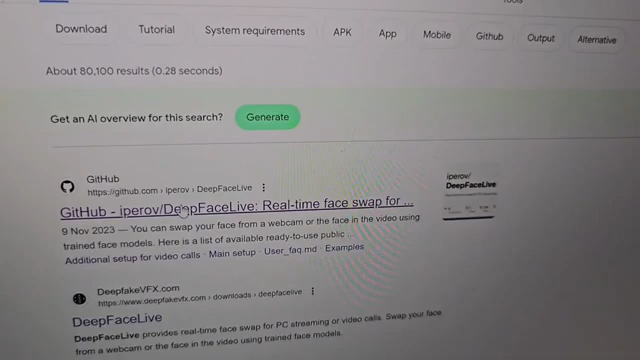 Tools
Download Tutorial System requirements APK App Mobile Github Output Alternative
About 80,100 results (0.28 seconds)
Get an AI overview for this search? Generate
GitHub
https://github.com › iperov › DeepFaceLive
GitHub - iperov/DeepFaceLive: Real-time face swap for ...
9 Nov 2023 — You can swap your face from a webcam or the face in the video using
trained face models. Here is a list of available ready-to-use public ...
Additional setup for video calls · Main setup · User_faq.md · Examples
iperov/
DeepFaceLive
DeepfakeVFX.com
https://www.deepfakevfx.com › downloads › deepfacelive
DeepFaceLive
DeepFaceLive provides real-time face swap for PC streaming or video calls. Swap your face
from a webcam or the face in the video using trained face models.